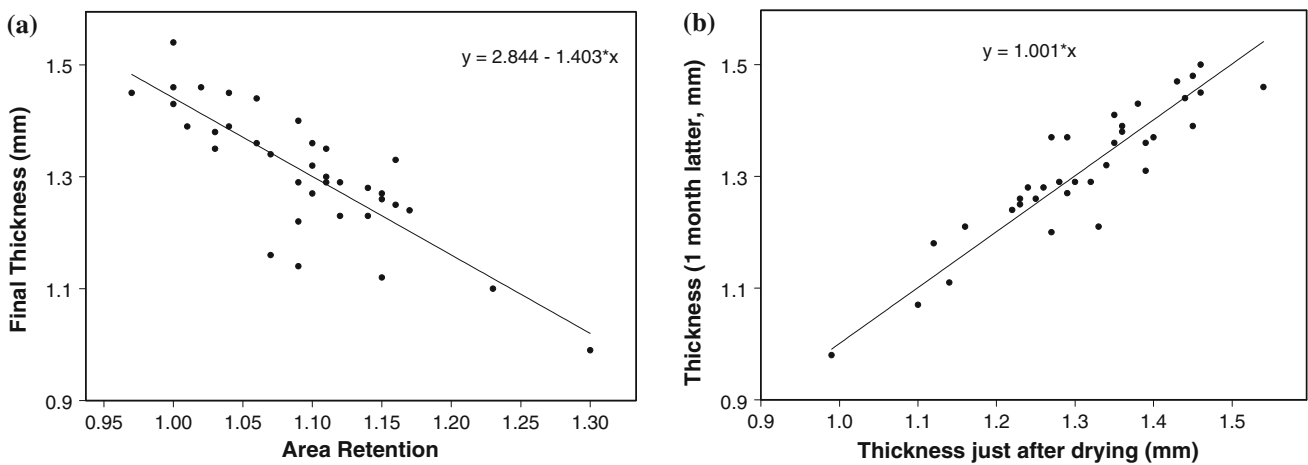 (a)
y = 2.844 - 1.403*x
Final Thickness (mm)
1.5
1.3
1.1
0.9
0.95 1.00 1.05 1.10 1.15 1.20 1.25 1.30
Area Retention
(b)
y = 1.001*x
Thickness (1 month latter, mm)
1.5
1.3
1.1
0.9
0.9 1.0 1.1 1.2 1.3 1.4 1.5
Thickness just after drying (mm)